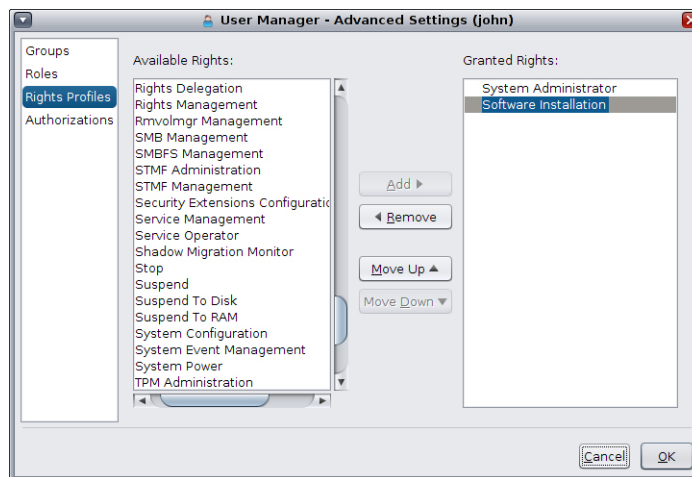 User Manager - Advanced Settings (john)
Groups
Roles
Rights Profiles
Authorizations
Available Rights:
Rights Delegation
Rights Management
Rmvolmgr Management
SMB Management
SMBFS Management
STMF Administration
STMF Management
Security Extensions Configuratic
Service Management
Service Operator
Shadow Migration Monitor
Stop
Suspend
Suspend To Disk
Suspend To RAM
System Configuration
System Event Management
System Power
TPM Administration
Add
Remove
Move Up
Move Down
Granted Rights:
System Administrator
Software Installation
Cancel
OK